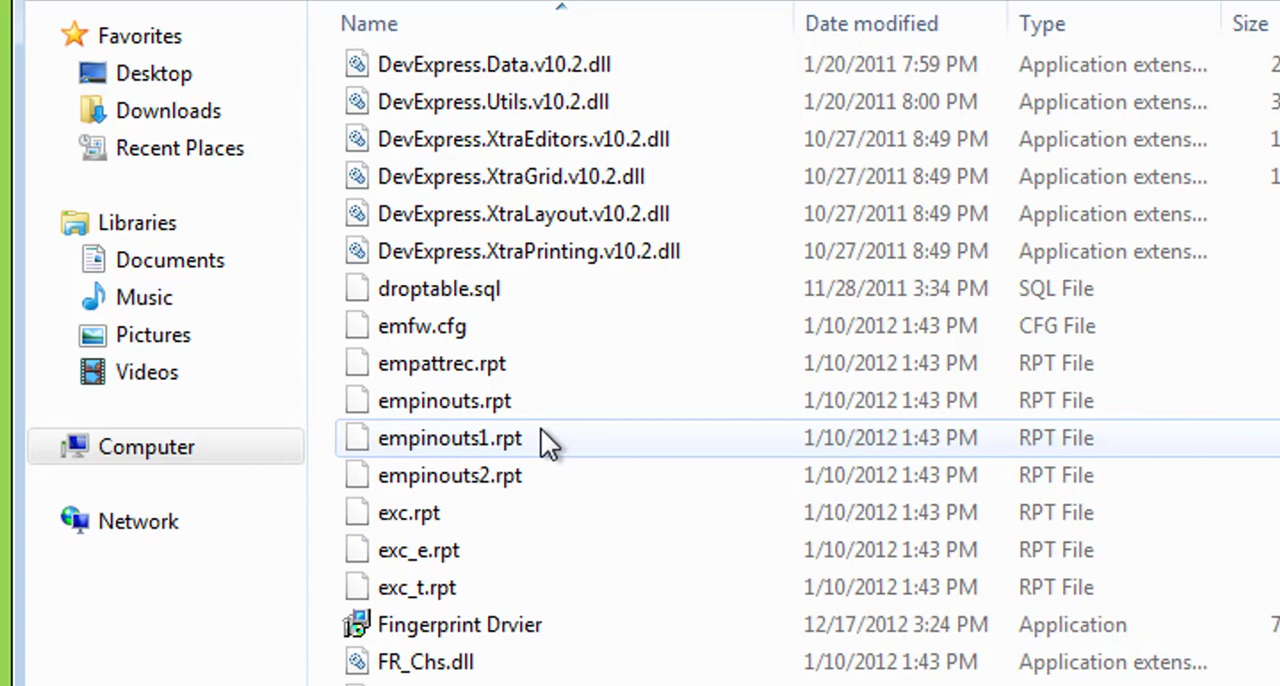 Name Date modified Type Size
Favorites
Desktop
Downloads
Recent Places
Libraries
Documents
Music
Pictures
Videos
Computer
Network
DevExpress.Data.v10.2.dll 1/20/2011 7:59 PM Application extens... 2
DevExpress.Utils.v10.2.dll 1/20/2011 8:00 PM Application extens... 3
DevExpress.XtraEditors.v10.2.dll 10/27/2011 8:49 PM Application extens... 1
DevExpress.XtraGrid.v10.2.dll 10/27/2011 8:49 PM Application extens... 1
DevExpress.XtraLayout.v10.2.dll 10/27/2011 8:49 PM Application extens...
DevExpress.XtraPrinting.v10.2.dll 10/27/2011 8:49 PM Application extens...
droptable.sql 11/28/2011 3:34 PM SQL File
emfw.cfg 1/10/2012 1:43 PM CFG File
empattrec.rpt 1/10/2012 1:43 PM RPT File
empinouts.rpt 1/10/2012 1:43 PM RPT File
empinouts1.rpt 1/10/2012 1:43 PM RPT File
empinouts2.rpt 1/10/2012 1:43 PM RPT File
exc.rpt 1/10/2012 1:43 PM RPT File
exc_e.rpt 1/10/2012 1:43 PM RPT File
exc_t.rpt 1/10/2012 1:43 PM RPT File
Fingerprint Drvier 12/17/2012 3:24 PM Application 7
FR_Chs.dll 1/10/2012 1:43 PM Application extens...